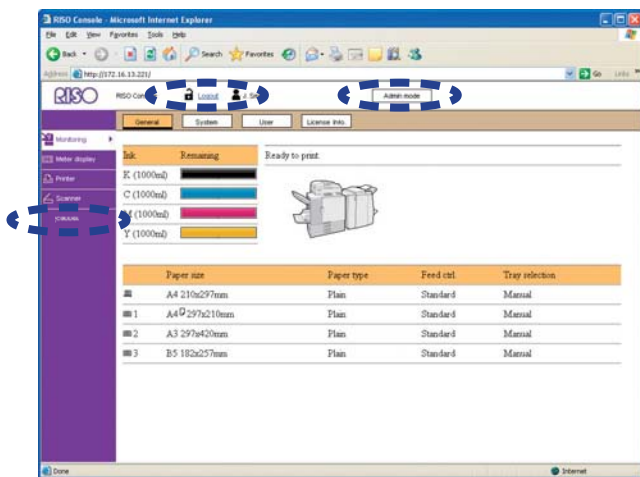 RISO Console - Microsoft Internet Explorer
File Edit View Favorites Tools Help
Back Search Favorites
Address http://172.16.13.221/ Go Links
RISO RISO Logout Admin mode
General System User License Info.
Monitoring
Meter display
Printer
Scanner
Ink Remaining
K (1000ml)
C (1000ml)
M (1000ml)
Y (1000ml)
Ready to print.
Paper size Paper type Feed ctrl Tray selection
A4 210x297mm Plain Standard Manual
1 A4 297x210mm Plain Standard Manual
2 A3 297x420mm Plain Standard Manual
3 B5 182x257mm Plain Standard Manual
Done Internet